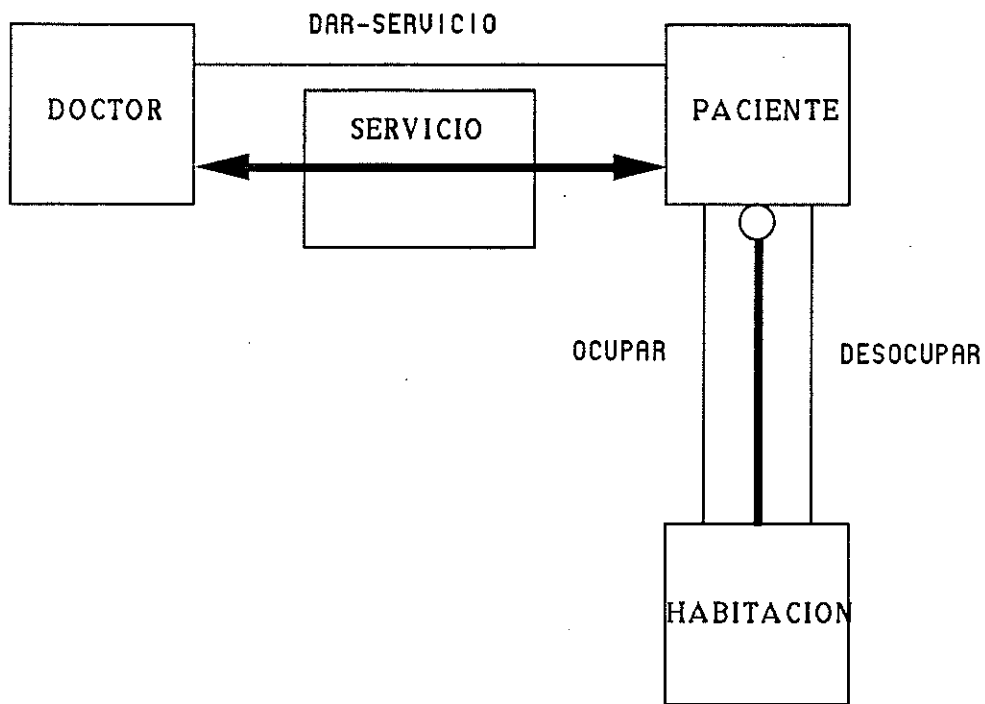 DAR-SERVICIO
DOCTOR
SERVICIO
PACIENTE
OCUPAR
DESOCUPAR
HABITACION